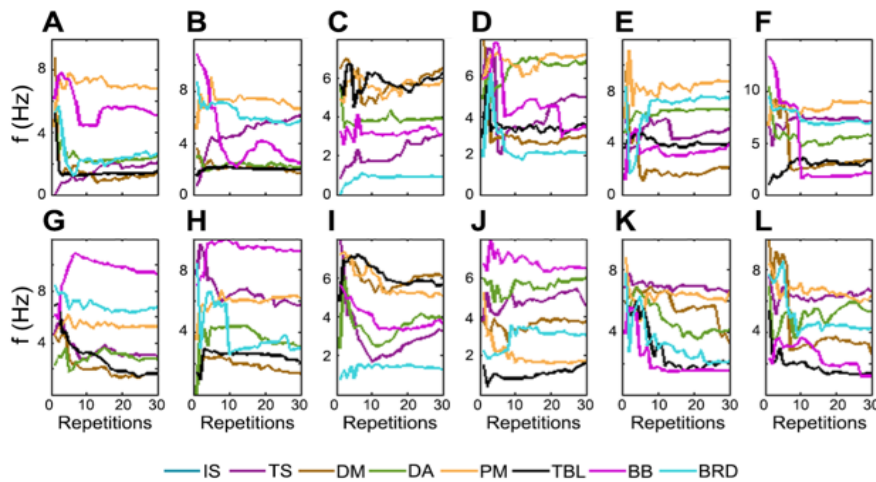 A B C D E F
f (Hz)
8 8 6 6 8 10
4 4 4 4 4 5
2 2
0 0 0 0 0 0
G H I J K L
f (Hz)
8 8 6 6 8 8
4 4 4 4 4 4
2 2
0 10 20 30 0 10 20 30 0 10 20 30 0 10 20 30 0 10 20 30 0 10 20 30
Repetitions Repetitions Repetitions Repetitions Repetitions Repetitions
IS TS DM DA PM TBL BB BRD